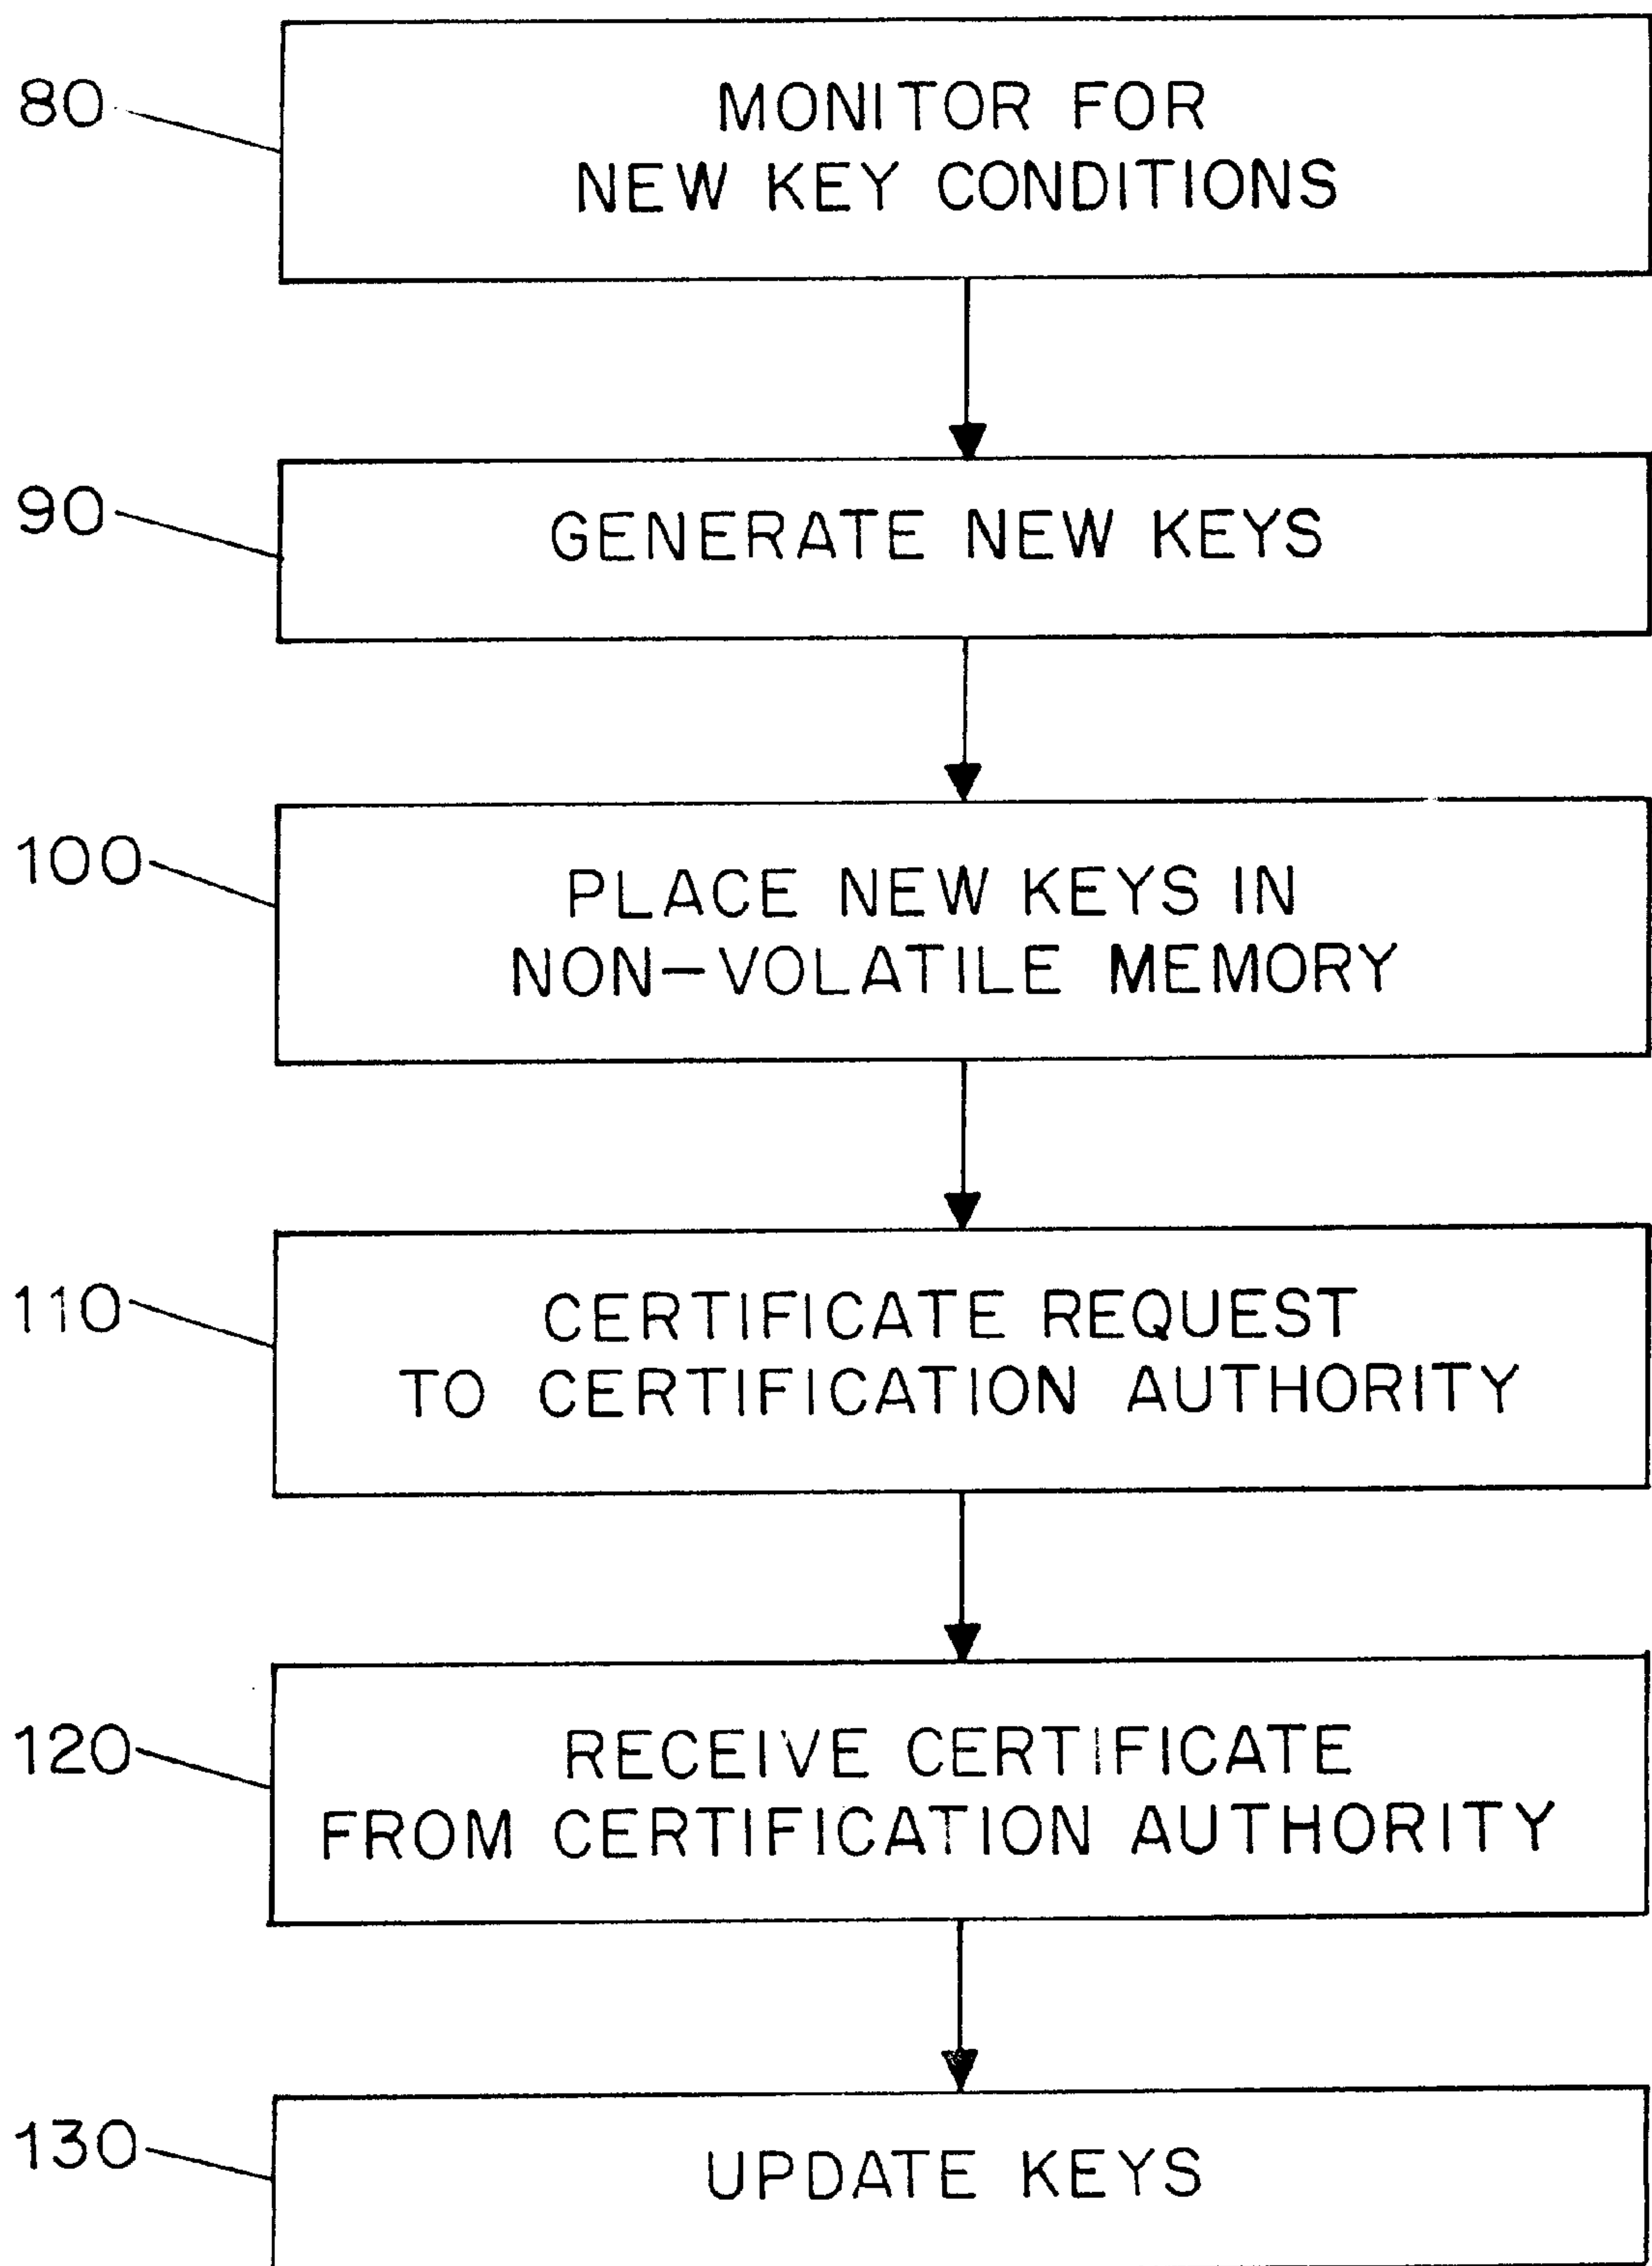 80
MONITOR FOR
NEW KEY CONDITIONS
90
GENERATE NEW KEYS
100
PLACE NEW KEYS IN
NON-VOLATILE MEMORY
110
CERTIFICATE REQUEST
TO CERTIFICATION AUTHORITY
120
RECEIVE CERTIFICATE
FROM CERTIFICATION AUTHORITY
130
UPDATE KEYS